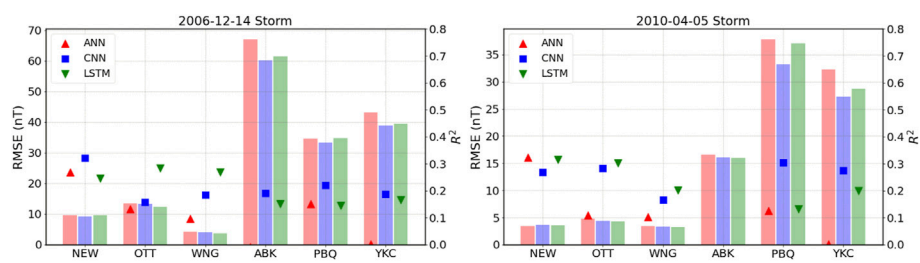 2006-12-14 Storm
RMSE (nT)
70
60
50
40
30
20
10
0
ANN
CNN
LSTM
0.8
0.7
0.6
0.5
0.4
0.3
0.2
0.1
0.0
R²
NEW OTT WNG ABK PBQ YKC
2010-04-05 Storm
RMSE (nT)
35
30
25
20
15
10
5
0
ANN
CNN
LSTM
0.8
0.7
0.6
0.5
0.4
0.3
0.2
0.1
0.0
R²
NEW OTT WNG ABK PBQ YKC